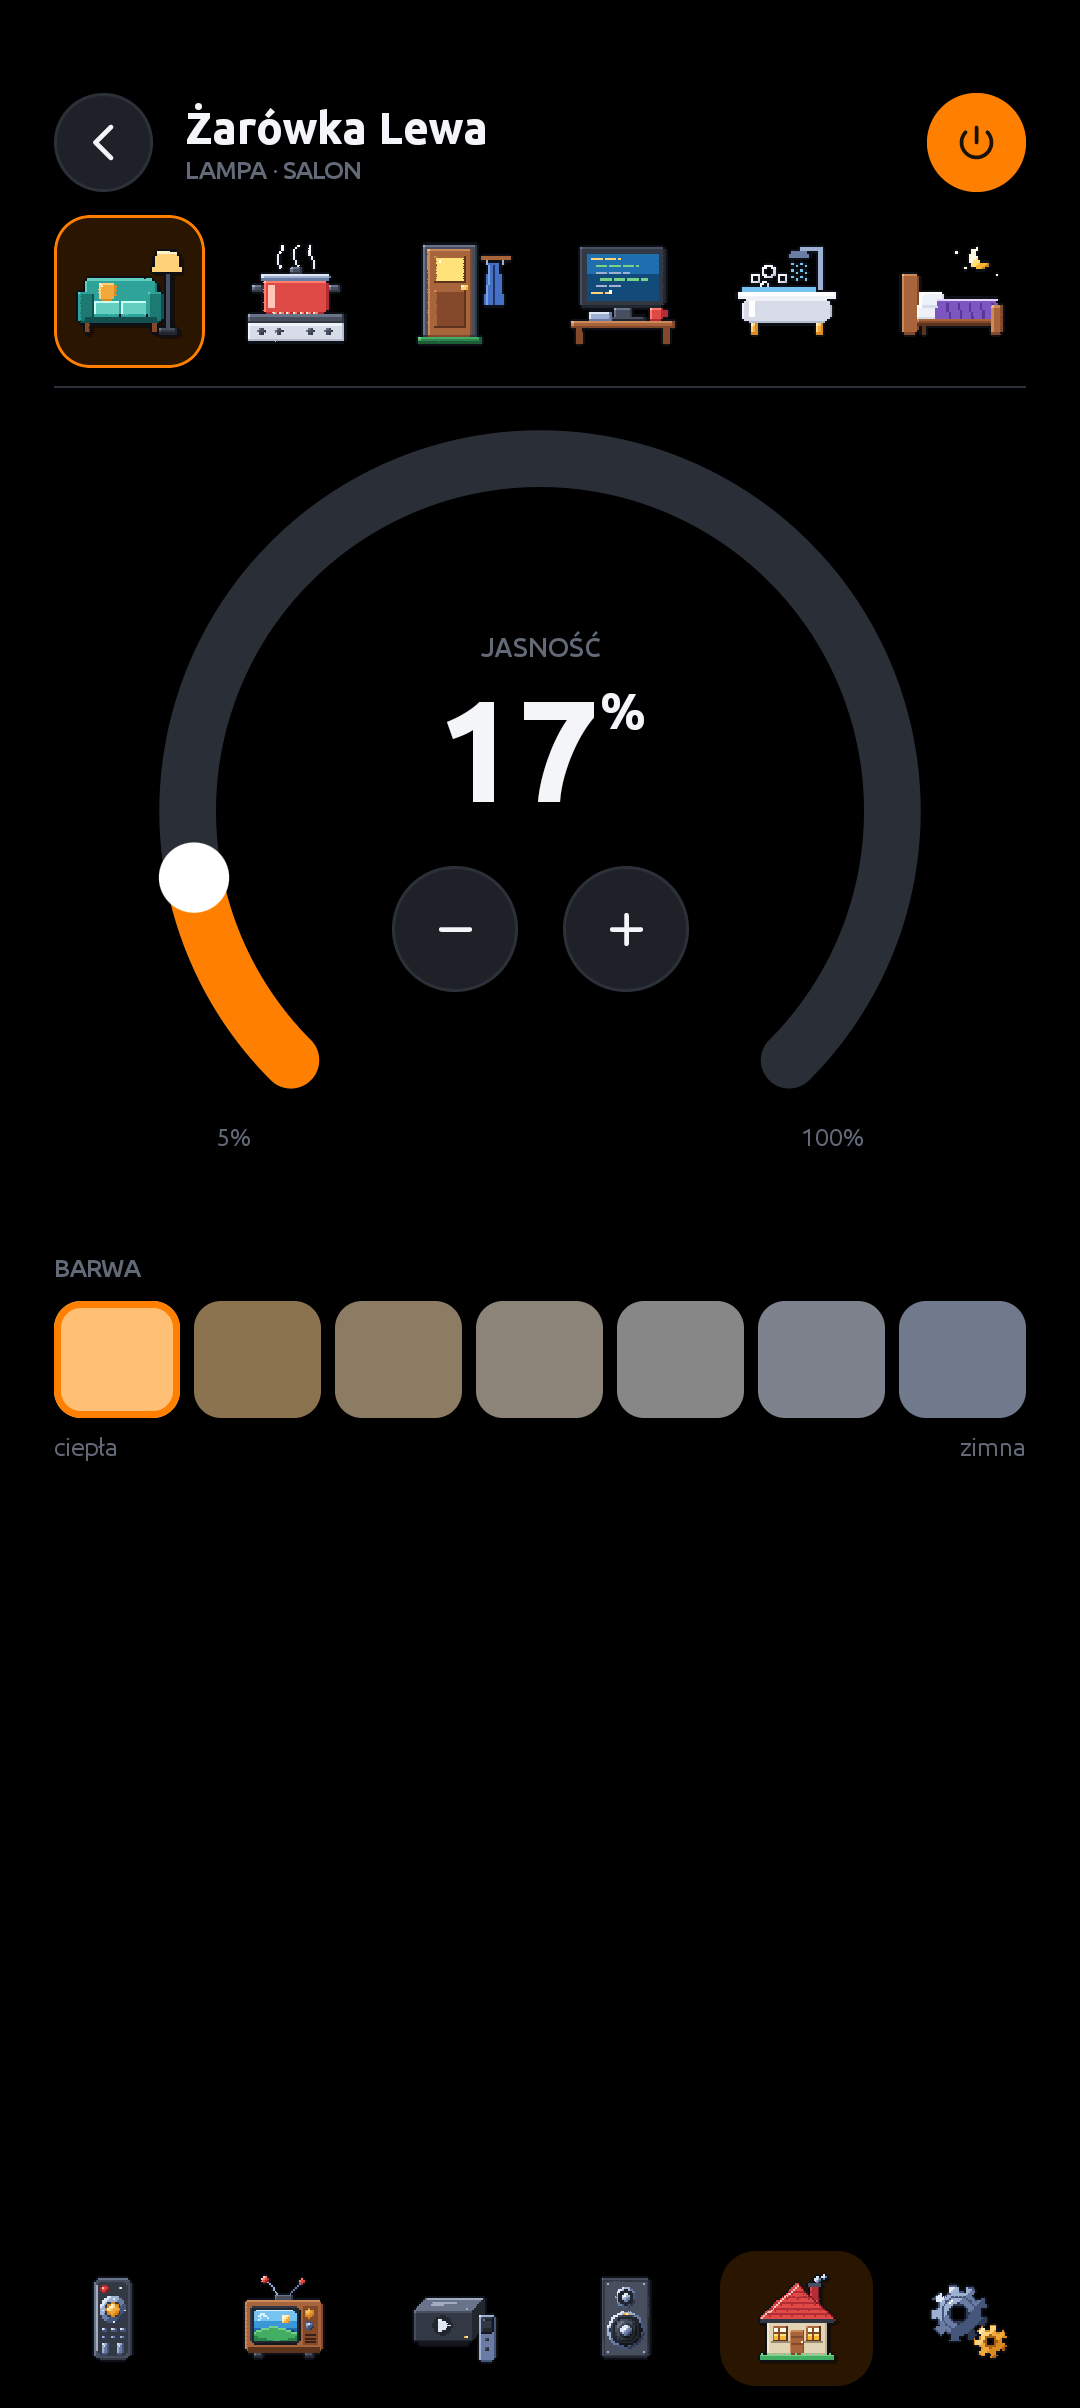 Żarówka Lewa
LAMPA · SALON
JASNOŚĆ
17%
5%
100%
BARWA
ciepła
zimna